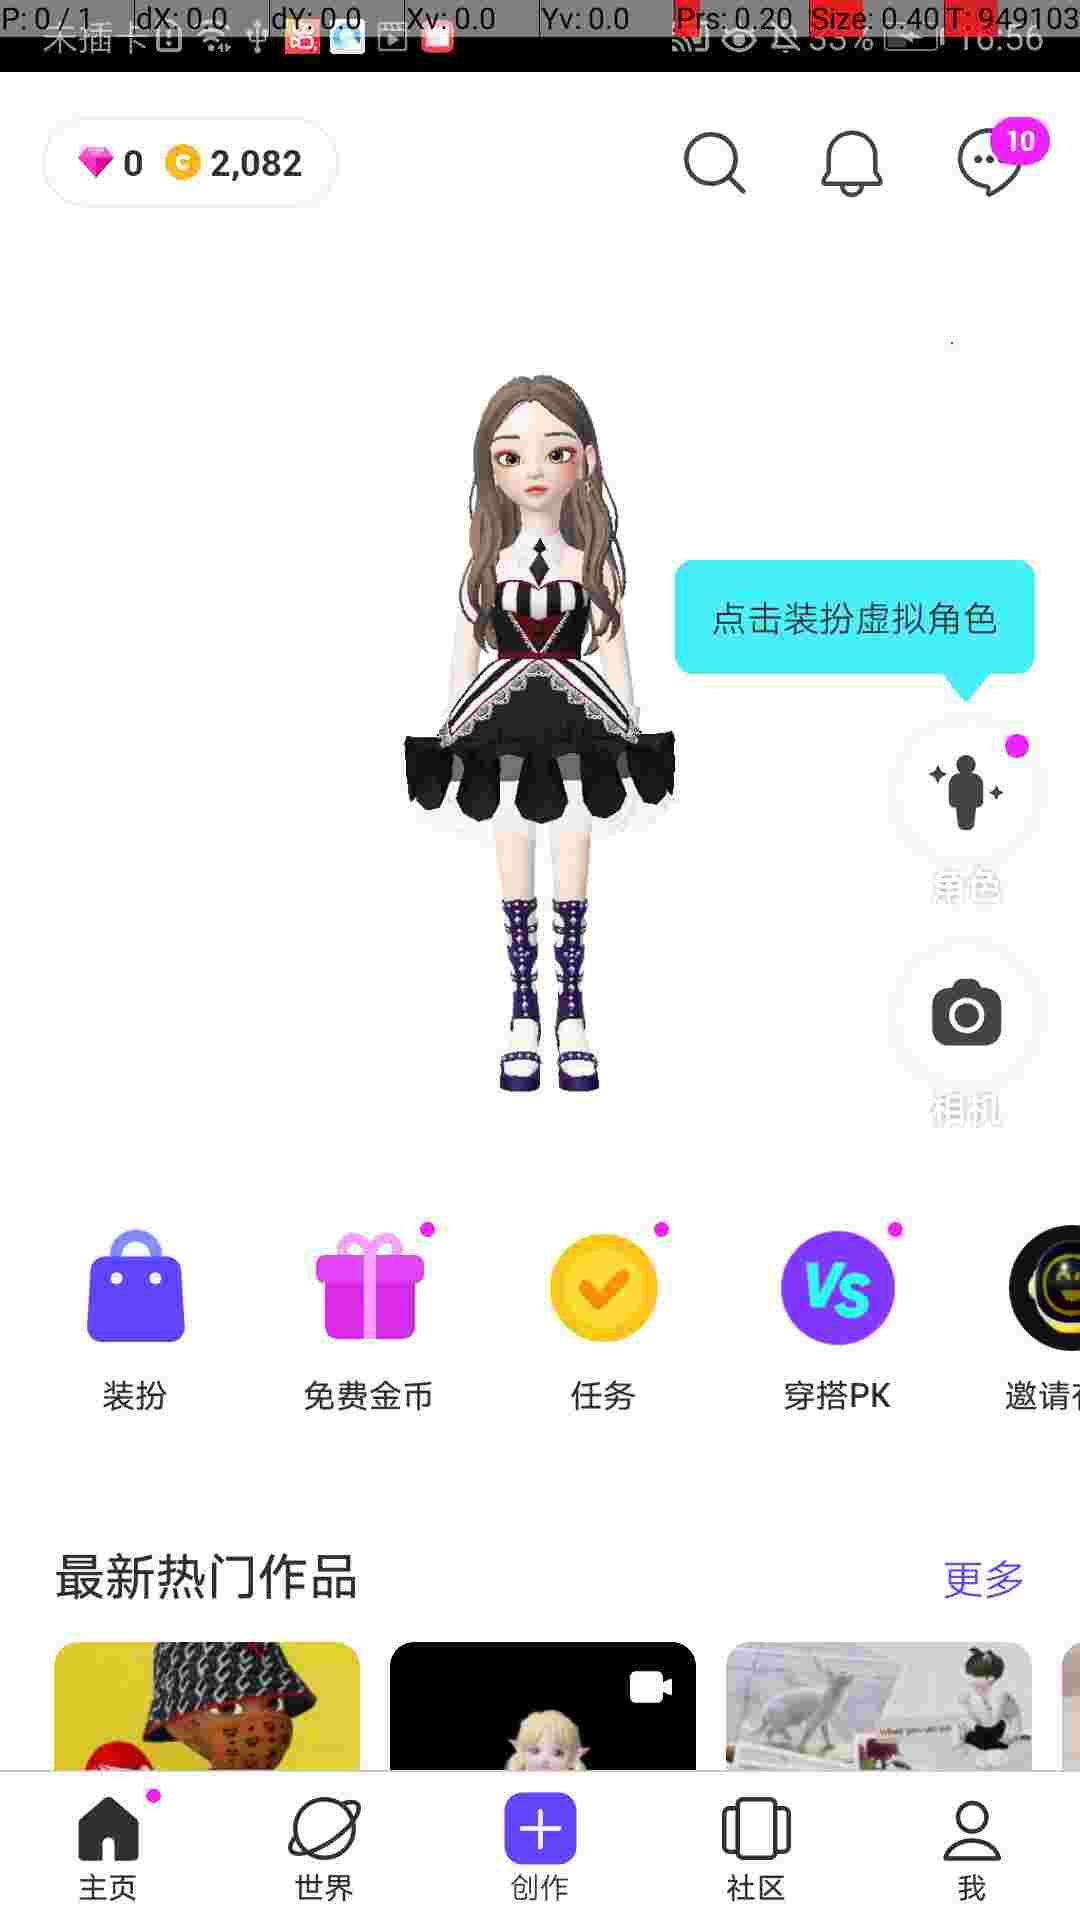 P: 0 / 1 dX: 0.0 dY: 0.0 Xv: 0.0 Yv: 0.0 Prs: 0.20 Size: 0.40 T: 949103
未插卡 33% 16:56
0 2,082 10
点击装扮虚拟角色
角色
相机
VS
装扮 免费金币 任务 穿搭PK 邀请
最新热门作品 更多
主页 世界 创作 社区 我